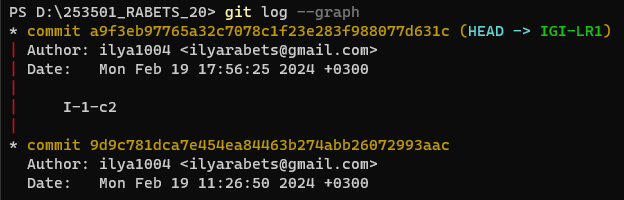 PS D:\253501_RABETS_20> git log --graph
* commit a9f3eb97765a32c7078c1f23e283f988077d631c (HEAD -> IGI-LR1)
| Author: ilya1004 <ilyarabets@gmail.com>
| Date:   Mon Feb 19 17:56:25 2024 +0300
|
|     I-1-c2
|
* commit 9d9c781dca7e454ea84463b274abb26072993aac
  Author: ilya1004 <ilyarabets@gmail.com>
  Date:   Mon Feb 19 11:26:50 2024 +0300